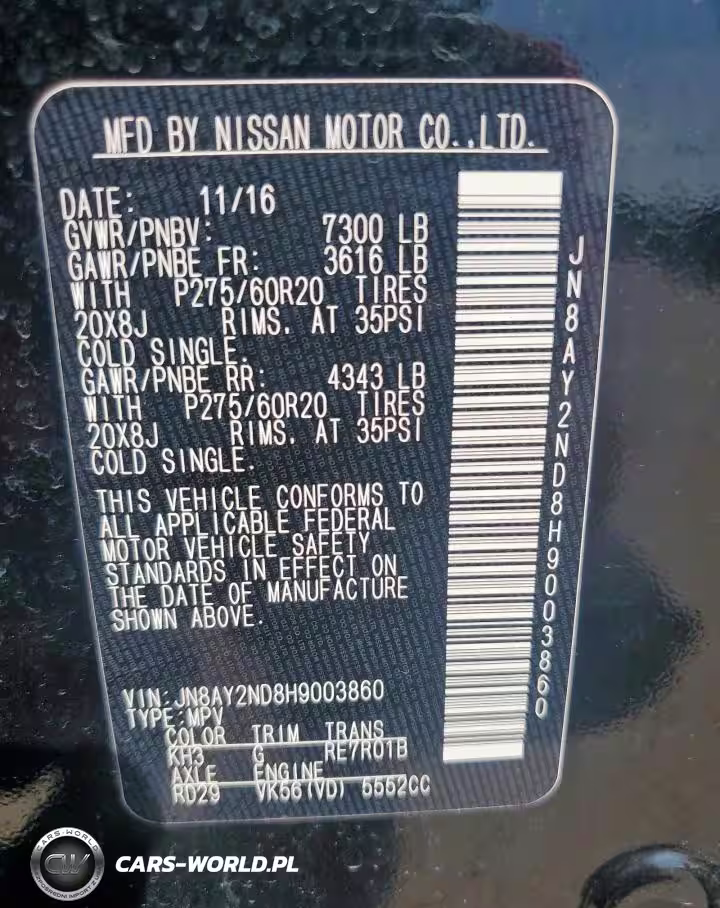 MFD BY NISSAN MOTOR CO.,LTD.
DATE: 11/16
GVWR/PNBV: 7300 LB
GAWR/PNBE FR: 3616 LB
WITH P275/60R20 TIRES
20X8J RIMS. AT 35PSI
COLD SINGLE.
GAWR/PNBE RR: 4343 LB
WITH P275/60R20 TIRES
20X8J RIMS. AT 35PSI
COLD SINGLE.
THIS VEHICLE CONFORMS TO
ALL APPLICABLE FEDERAL
MOTOR VEHICLE SAFETY
STANDARDS IN EFFECT ON
THE DATE OF MANUFACTURE
SHOWN ABOVE.
VIN:JN8AY2ND8H9003860
TYPE:MPV
COLOR TRIM TRANS
KH3 G RE7R01B
AXLE ENGINE
RD29 VK56(VD) 5552CC
JN8AY2ND8H9003860
CARS-WORLD
CW
CARS-WORLD.PL